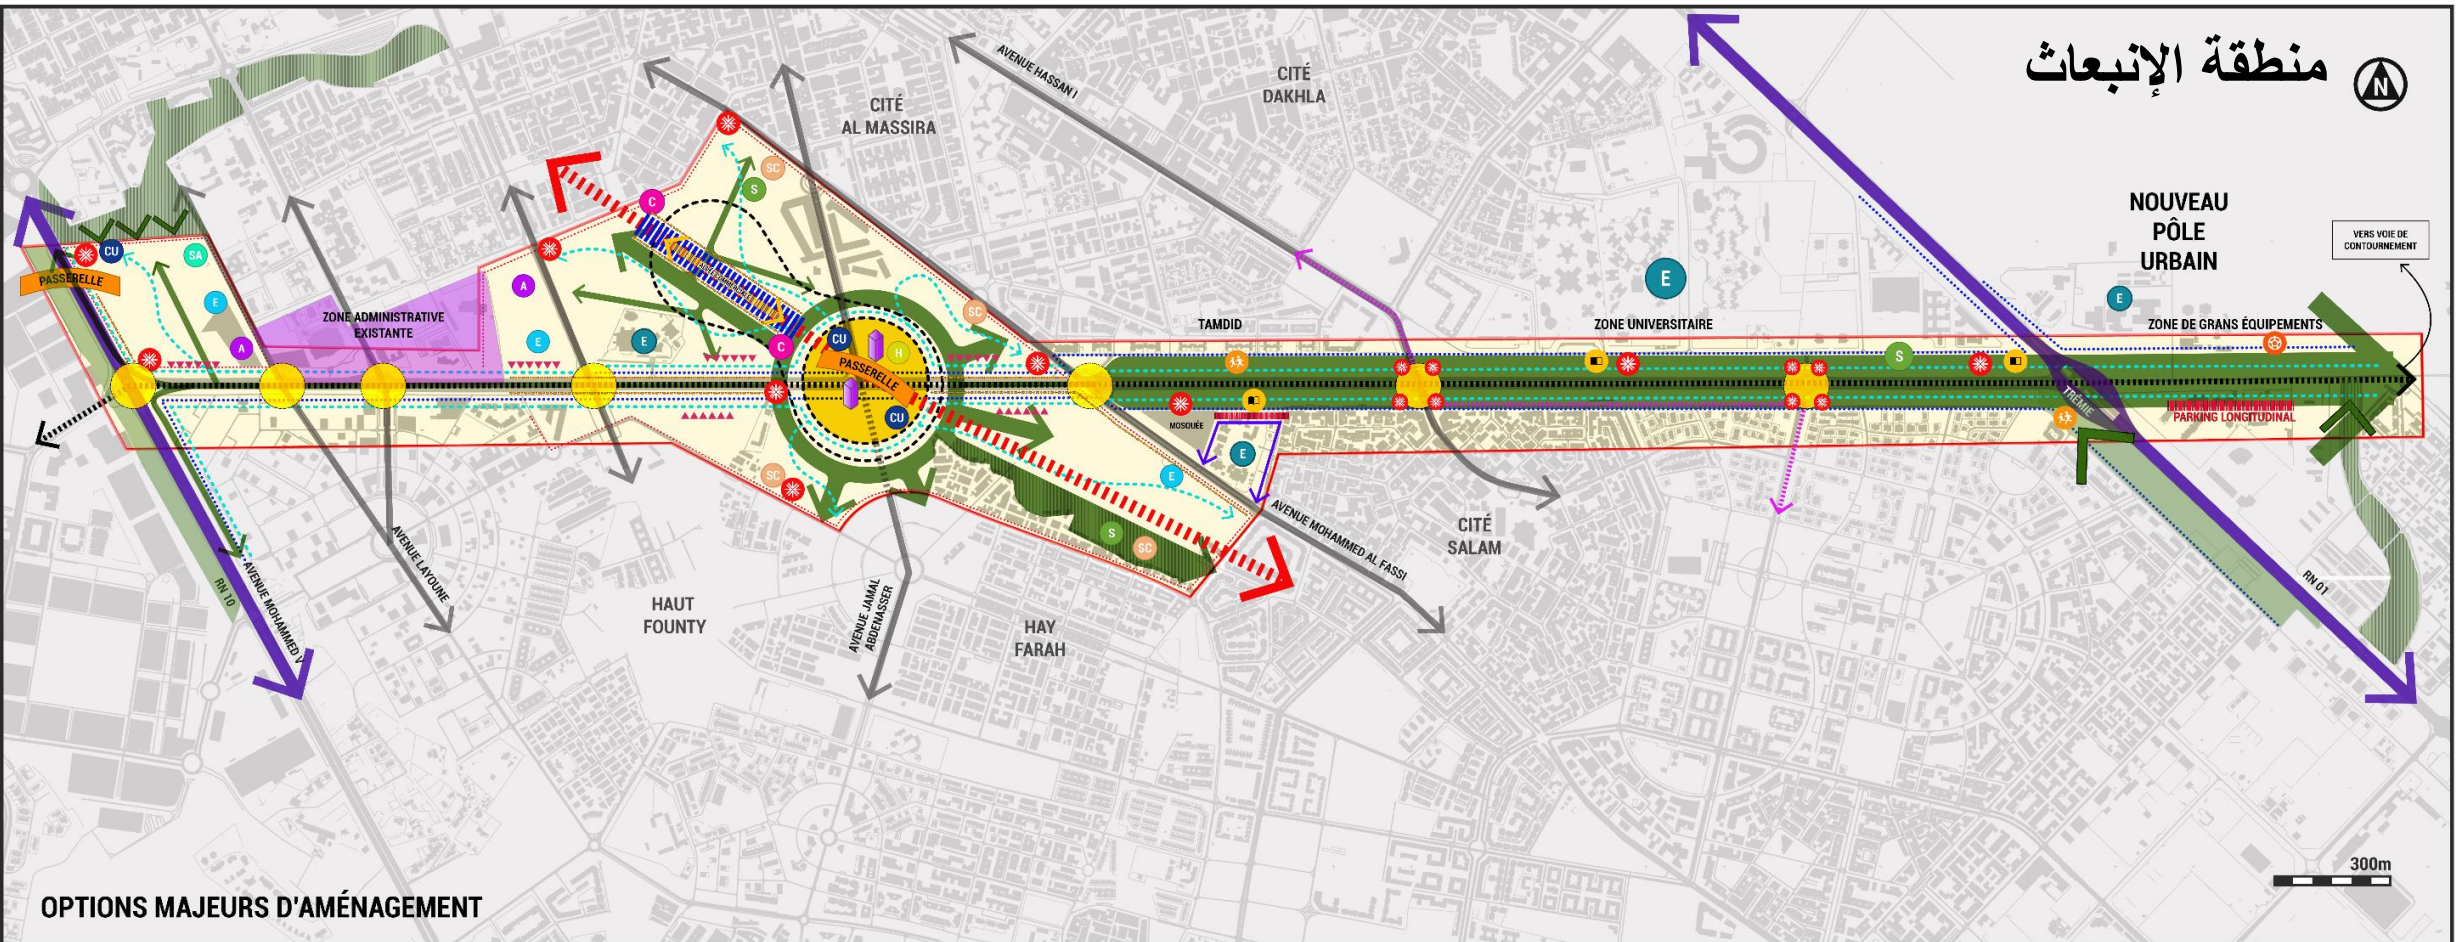 منطقة الإنبعاث
N
AVENUE HASSAN I
CITÉ
DAKHLA
CITÉ
AL MASSIRA
NOUVEAU
PÔLE
URBAIN
VERS VOIE DE
CONTOURNEMENT
SC
S
C
CU
SA
PASSERELLE
E
A
E
E
A
ZONE ADMINISTRATIVE
EXISTANTE
SC
TAMDID
ZONE UNIVERSITAIRE
ZONE DE GRANS ÉQUIPEMENTS
E
E
C
CU
H
S
PASSERELLE
CU
TRÉMIE
PARKING LONGITUDINAL
MOSQUÉE
E
SC
E
AVENUE MOHAMMED AL FASSI
CITÉ
SALAM
S
SC
AVENUE LAYOUNE
RN 10
AVENUE MOHAMMED V
HAUT
FOUNTY
AVENUE JAMAL
ABDENASSER
HAY
FARAH
RN 01
300m
OPTIONS MAJEURS D'AMÉNAGEMENT